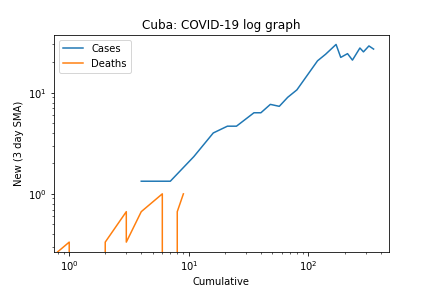 Cuba: COVID-19 log graph
Cases
Deaths
New (3 day SMA)
10¹
10⁰
10⁰ 10¹ 10²
Cumulative